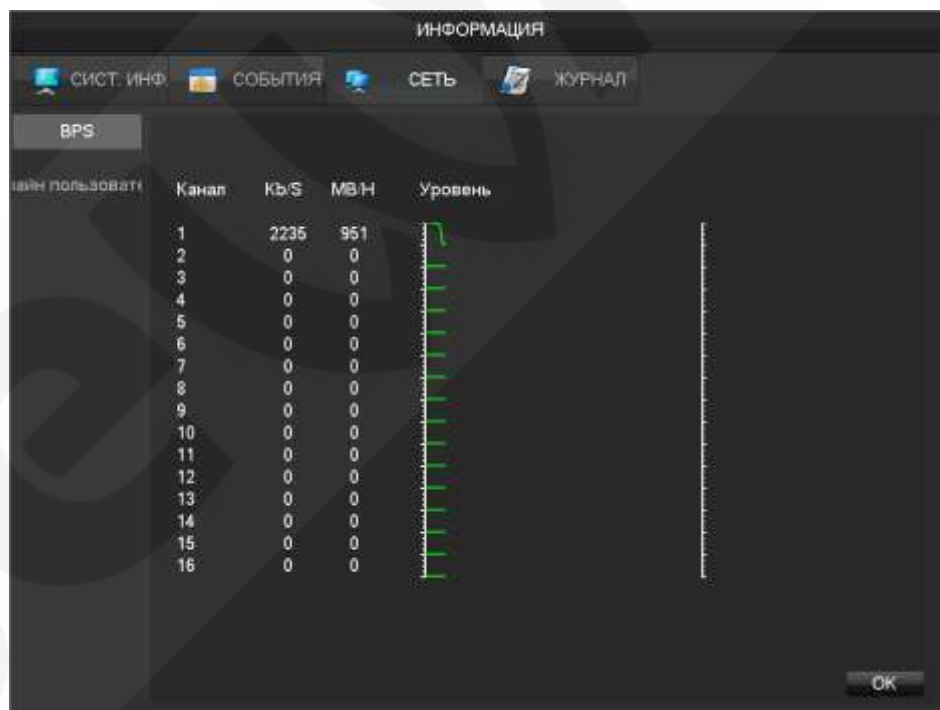 ИНФОРМАЦИЯ
СИСТ. ИНФ. СОБЫТИЯ СЕТЬ ЖУРНАЛ
BPS
лайн пользовате
Канал Kb/S MB/H Уровень
1 2235 951
2 0 0
3 0 0
4 0 0
5 0 0
6 0 0
7 0 0
8 0 0
9 0 0
10 0 0
11 0 0
12 0 0
13 0 0
14 0 0
15 0 0
16 0 0
OK